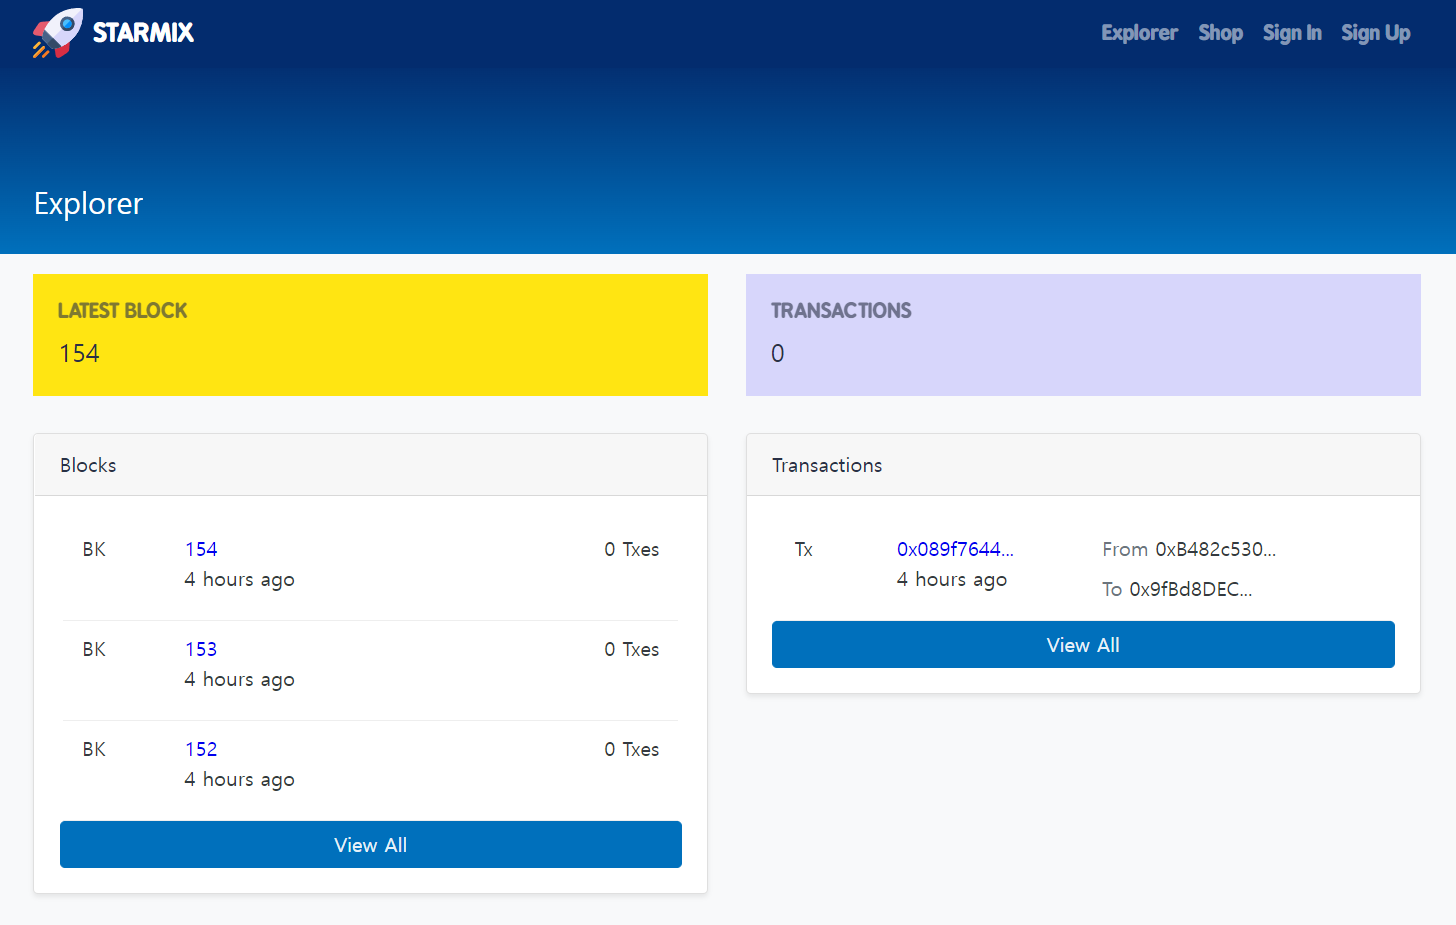 STARMIX
Explorer Shop Sign In Sign Up
Explorer
LATEST BLOCK
154
TRANSACTIONS
0
Blocks
BK 154 0 Txes
4 hours ago
BK 153 0 Txes
4 hours ago
BK 152 0 Txes
4 hours ago
View All
Transactions
Tx 0x089f7644... From 0xB482c530...
4 hours ago
To 0x9fBd8DEC...
View All